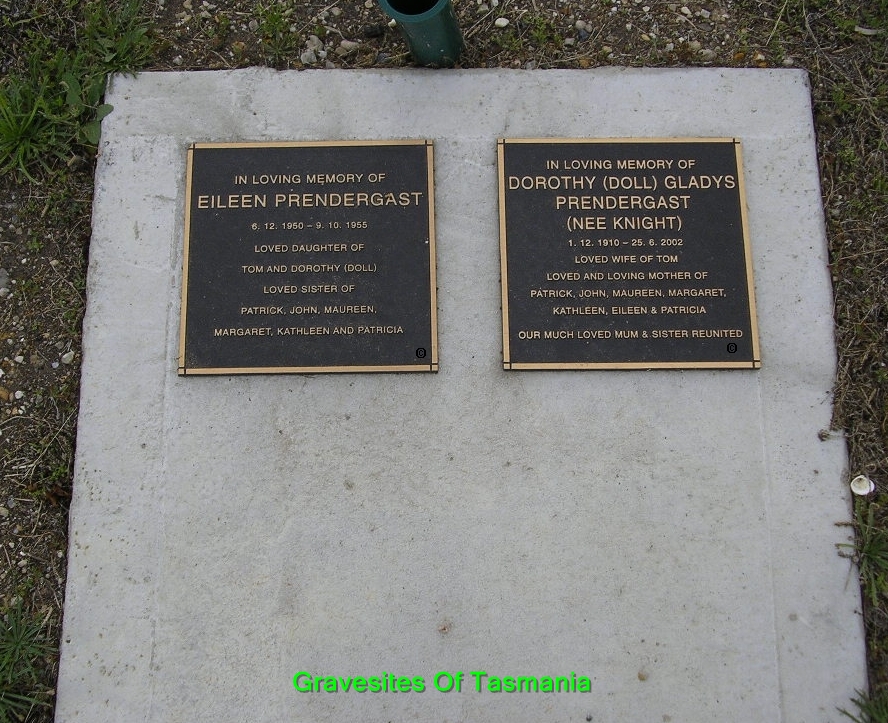 IN LOVING MEMORY OF
EILEEN PRENDERGAST
6. 12. 1950 – 9. 10. 1955
LOVED DAUGHTER OF
TOM AND DOROTHY (DOLL)
LOVED SISTER OF
PATRICK, JOHN, MAUREEN,
MARGARET, KATHLEEN AND PATRICIA
IN LOVING MEMORY OF
DOROTHY (DOLL) GLADYS
PRENDERGAST
(NEE KNIGHT)
1. 12. 1910 – 25. 6. 2002
LOVED WIFE OF TOM
LOVED AND LOVING MOTHER OF
PATRICK, JOHN, MAUREEN, MARGARET,
KATHLEEN, EILEEN & PATRICIA
OUR MUCH LOVED MUM & SISTER REUNITED
Gravesites Of Tasmania